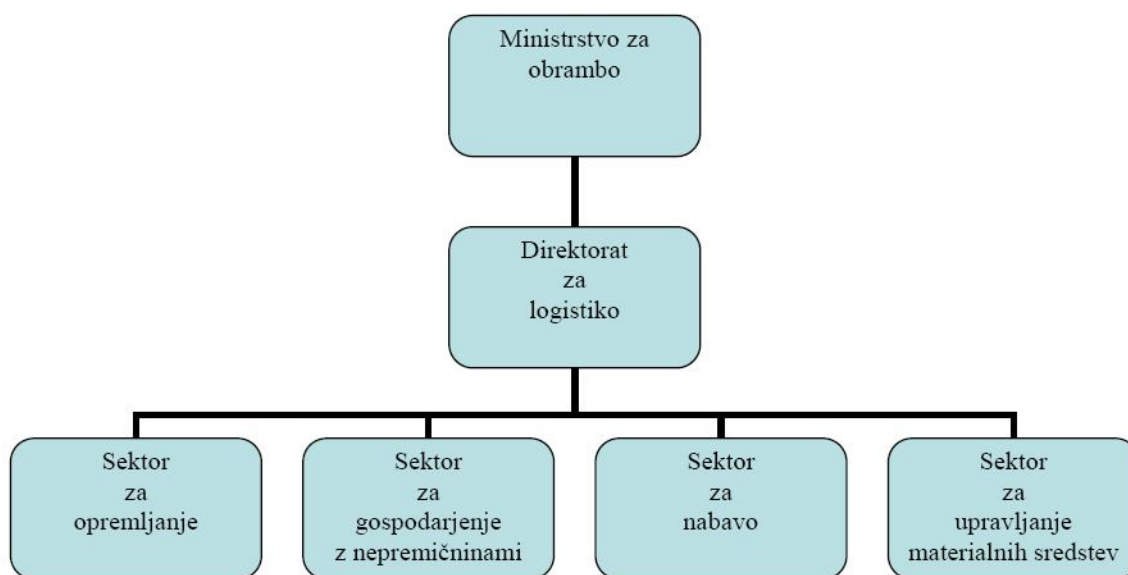 Ministrstvo za
obrambo
Direktorat
za
logistiko
Sektor
za
opremljanje
Sektor
za
gospodarjenje
z nepremičninami
Sektor
za
nabavo
Sektor
za
upravljanje
materialnih sredstev